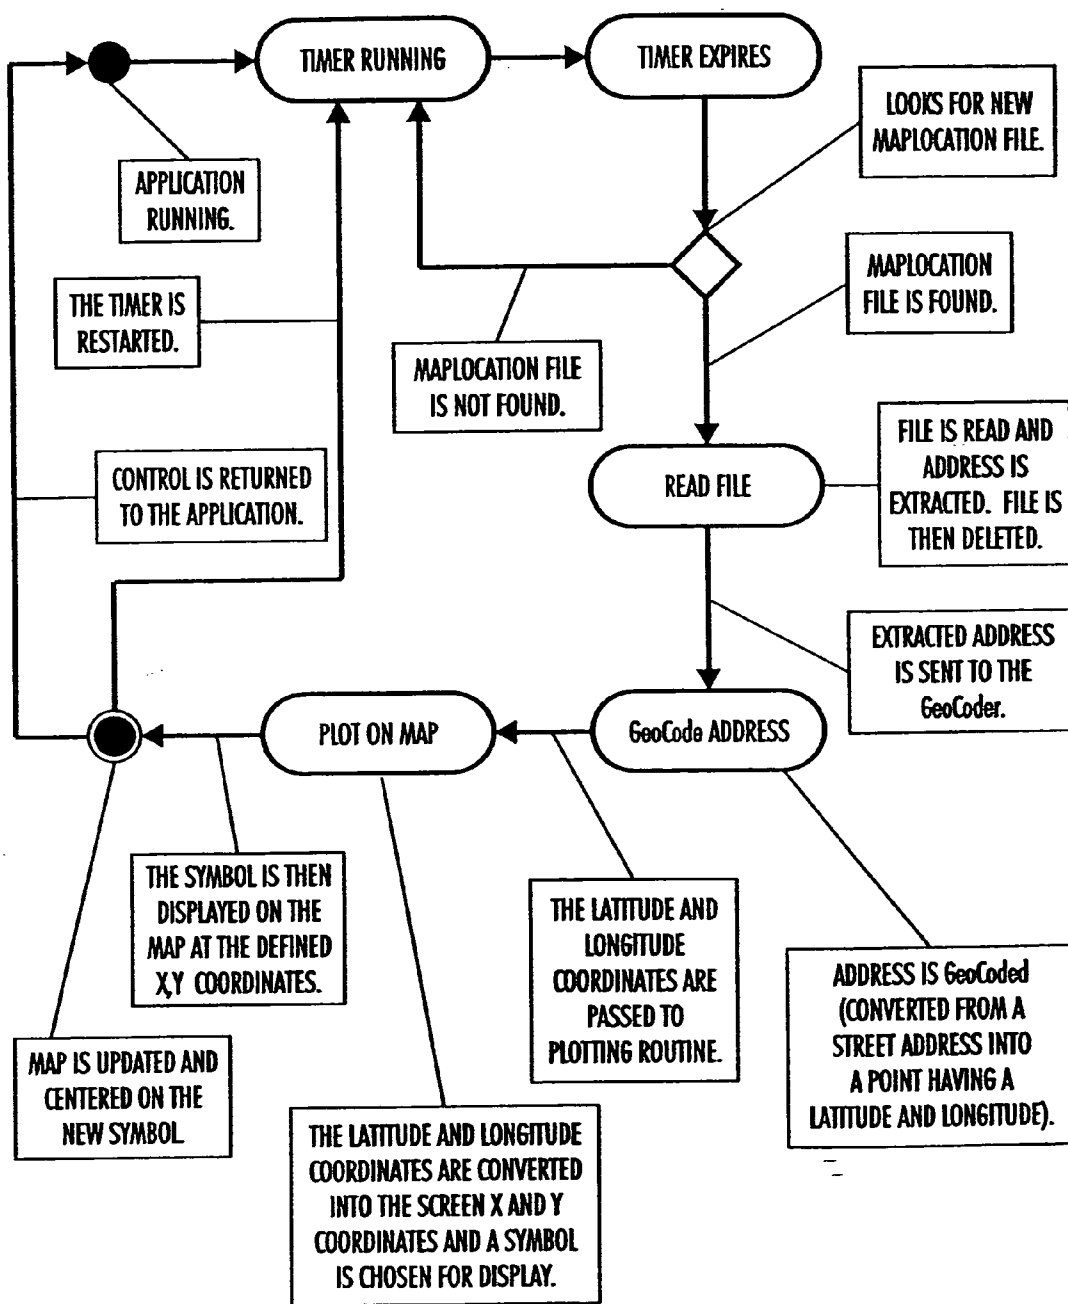 TIMER RUNNING
TIMER EXPIRES
LOOKS FOR NEW
MAPLOCATION FILE.
APPLICATION
RUNNING.
MAPLOCATION
FILE IS FOUND.
THE TIMER IS
RESTARTED.
MAPLOCATION FILE
IS NOT FOUND.
FILE IS READ AND
ADDRESS IS
EXTRACTED. FILE IS
THEN DELETED.
READ FILE
CONTROL IS RETURNED
TO THE APPLICATION.
EXTRACTED ADDRESS
IS SENT TO THE
GeoCoder.
PLOT ON MAP
GeoCode ADDRESS
THE SYMBOL IS THEN
DISPLAYED ON THE
MAP AT THE DEFINED
X,Y COORDINATES.
THE LATITUDE AND
LONGITUDE
COORDINATES ARE
PASSED TO
PLOTTING ROUTINE.
ADDRESS IS GeoCoded
(CONVERTED FROM A
STREET ADDRESS INTO
A POINT HAVING A
LATITUDE AND LONGITUDE).
MAP IS UPDATED AND
CENTERED ON THE
NEW SYMBOL
THE LATITUDE AND LONGITUDE
COORDINATES ARE CONVERTED
INTO THE SCREEN X AND Y
COORDINATES AND A SYMBOL
IS CHOSEN FOR DISPLAY.